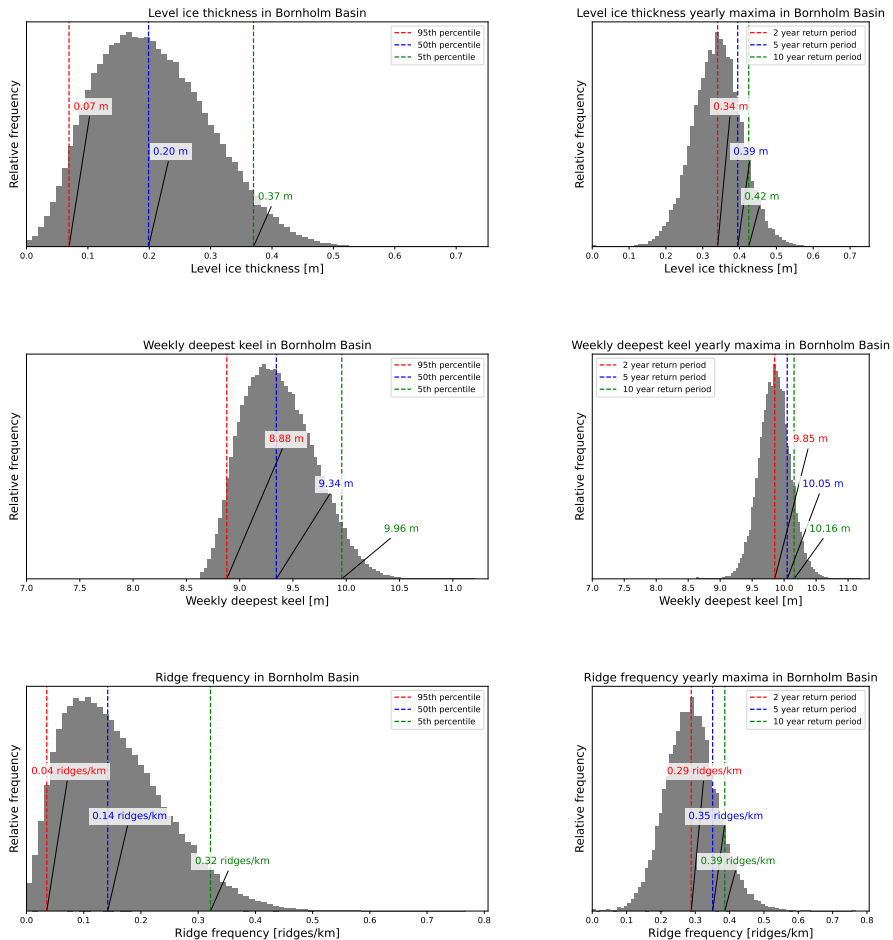 Level ice thickness in Bornholm Basin
95th percentile
50th percentile
5th percentile
0.07 m
0.20 m
0.37 m
Relative frequency
0.0 0.1 0.2 0.3 0.4 0.5 0.6 0.7
Level ice thickness [m]
Level ice thickness yearly maxima in Bornholm Basin
2 year return period
5 year return period
10 year return period
0.34 m
0.39 m
0.42 m
Relative frequency
0.0 0.1 0.2 0.3 0.4 0.5 0.6 0.7
Level ice thickness [m]
Weekly deepest keel in Bornholm Basin
95th percentile
50th percentile
5th percentile
8.88 m
9.34 m
9.96 m
Relative frequency
7.0 7.5 8.0 8.5 9.0 9.5 10.0 10.5 11.0
Weekly deepest keel [m]
Weekly deepest keel yearly maxima in Bornholm Basin
2 year return period
5 year return period
10 year return period
9.85 m
10.05 m
10.16 m
Relative frequency
7.0 7.5 8.0 8.5 9.0 9.5 10.0 10.5 11.0
Weekly deepest keel [m]
Ridge frequency in Bornholm Basin
95th percentile
50th percentile
5th percentile
0.04 ridges/km
0.14 ridges/km
0.32 ridges/km
Relative frequency
0.0 0.1 0.2 0.3 0.4 0.5 0.6 0.7 0.8
Ridge frequency [ridges/km]
Ridge frequency yearly maxima in Bornholm Basin
2 year return period
5 year return period
10 year return period
0.29 ridges/km
0.35 ridges/km
0.39 ridges/km
Relative frequency
0.0 0.1 0.2 0.3 0.4 0.5 0.6 0.7 0.8
Ridge frequency [ridges/km]